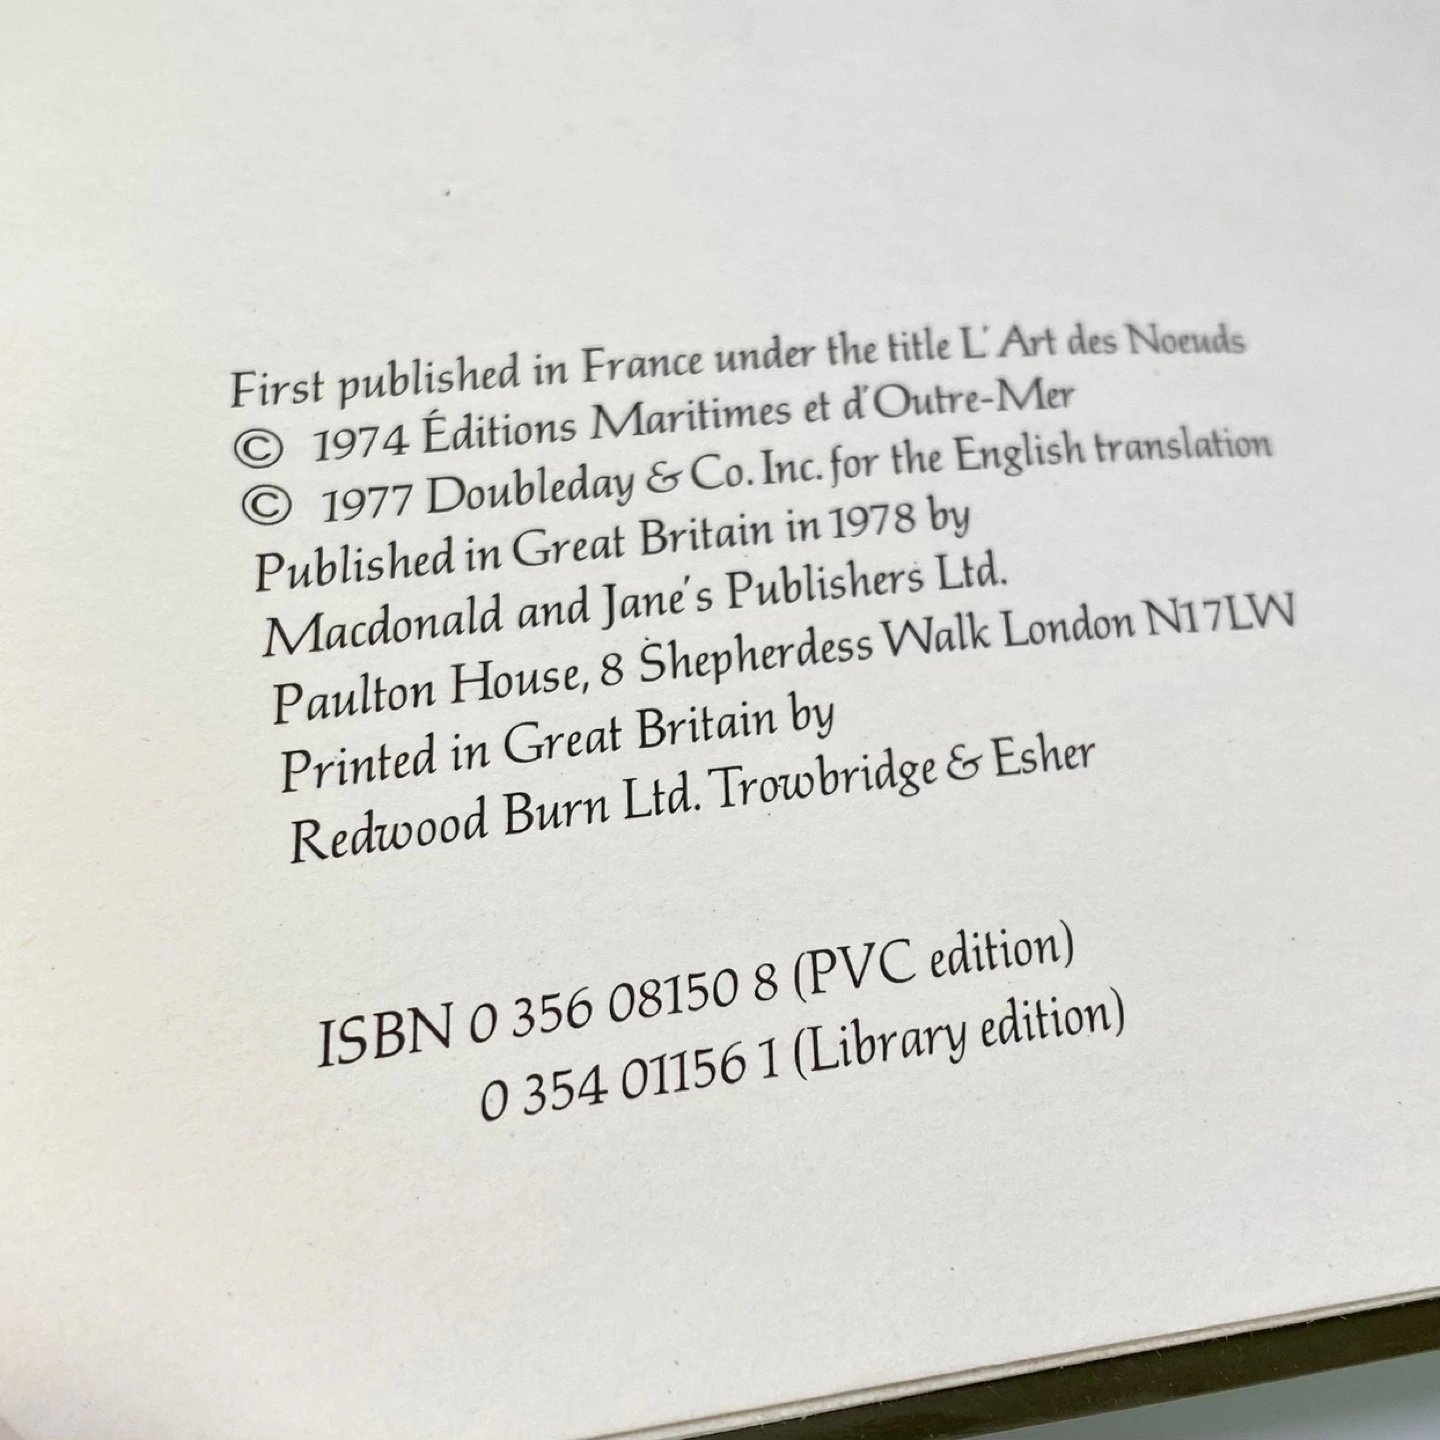 First published in France under the title L'Art des Noeuds
© 1974 Éditions Maritimes et d'Outre-Mer
© 1977 Doubleday & Co. Inc. for the English translation
Published in Great Britain in 1978 by
Macdonald and Jane's Publishers Ltd.
Paulton House, 8 Shepherdess Walk London N17LW
Printed in Great Britain by
Redwood Burn Ltd. Trowbridge & Esher
ISBN 0 356 08150 8 (PVC edition)
0 354 01156 1 (Library edition)